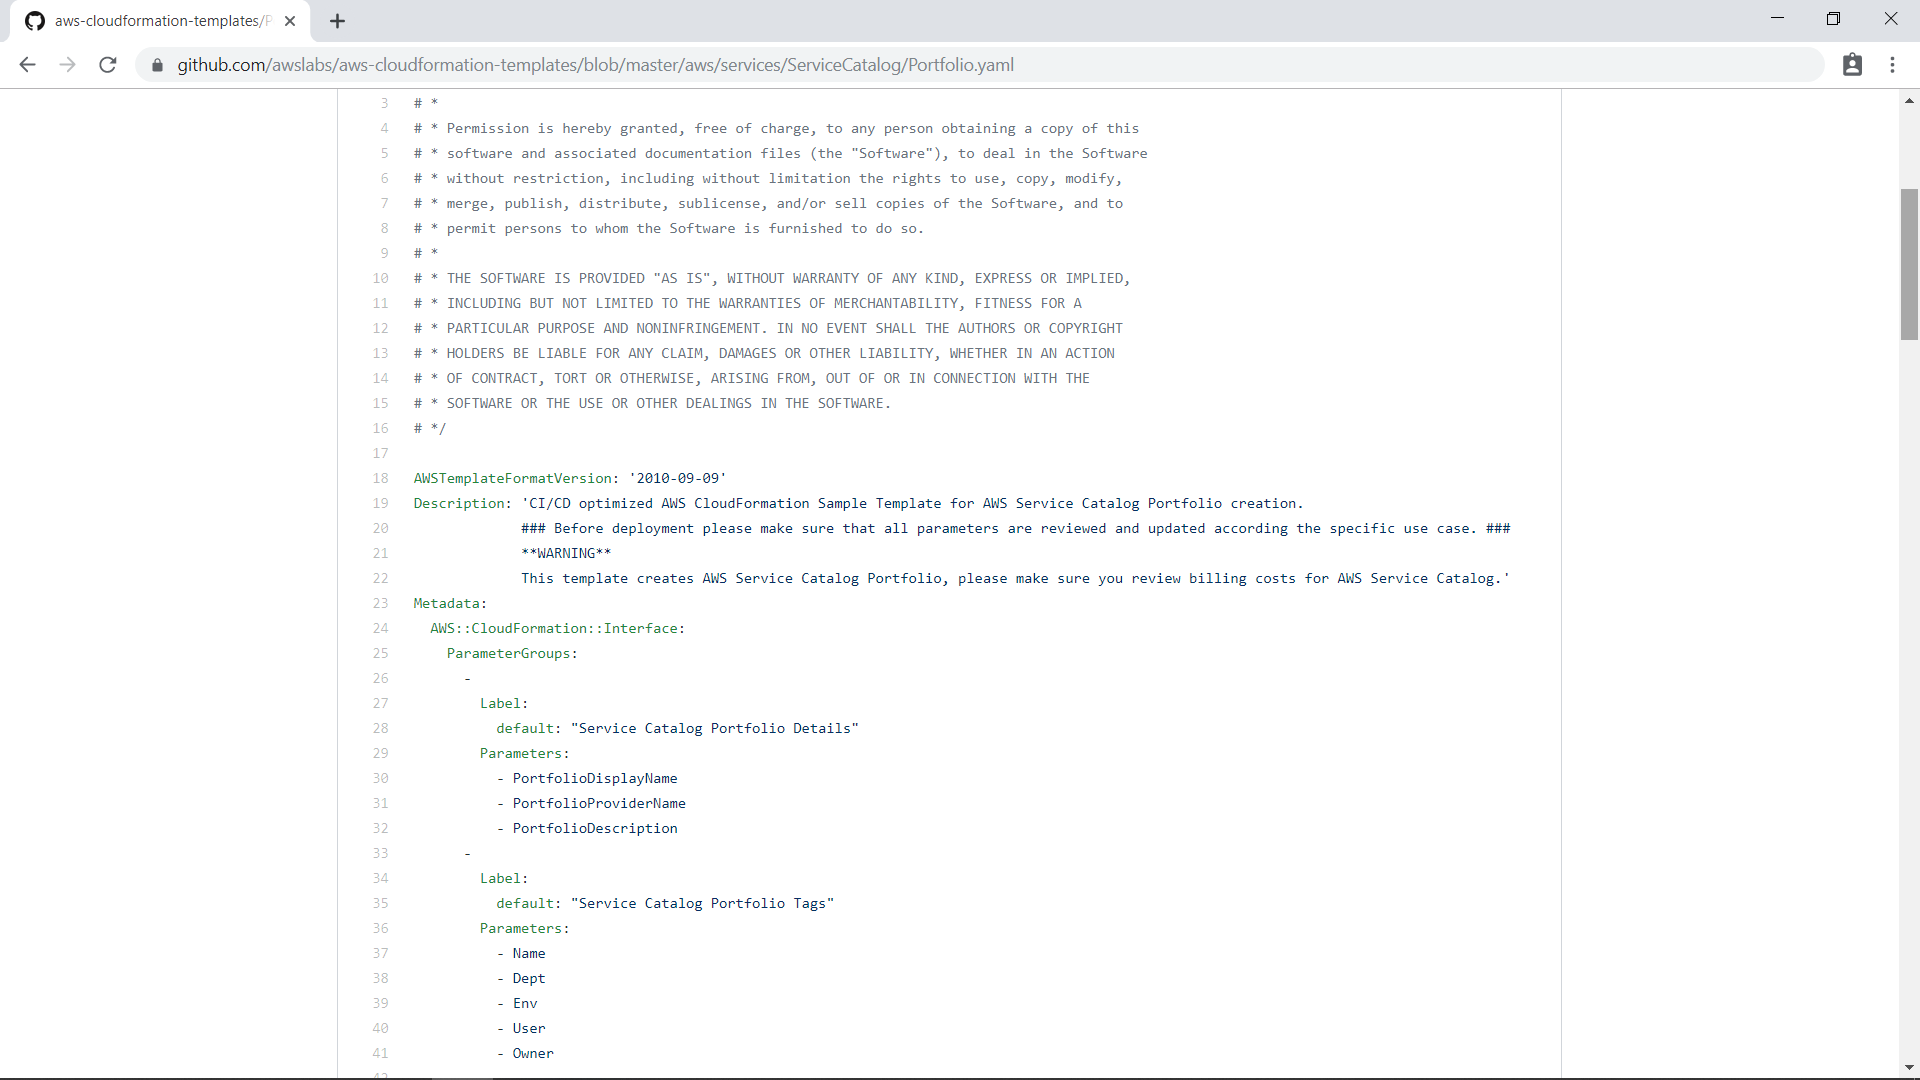 aws-cloudformation-templates/P
github.com/awslabs/aws-cloudformation-templates/blob/master/aws/services/ServiceCatalog/Portfolio.yaml
3 # *
4 # * Permission is hereby granted, free of charge, to any person obtaining a copy of this
5 # * software and associated documentation files (the "Software"), to deal in the Software
6 # * without restriction, including without limitation the rights to use, copy, modify,
7 # * merge, publish, distribute, sublicense, and/or sell copies of the Software, and to
8 # * permit persons to whom the Software is furnished to do so.
9 # *
10 # * THE SOFTWARE IS PROVIDED "AS IS", WITHOUT WARRANTY OF ANY KIND, EXPRESS OR IMPLIED,
11 # * INCLUDING BUT NOT LIMITED TO THE WARRANTIES OF MERCHANTABILITY, FITNESS FOR A
12 # * PARTICULAR PURPOSE AND NONINFRINGEMENT. IN NO EVENT SHALL THE AUTHORS OR COPYRIGHT
13 # * HOLDERS BE LIABLE FOR ANY CLAIM, DAMAGES OR OTHER LIABILITY, WHETHER IN AN ACTION
14 # * OF CONTRACT, TORT OR OTHERWISE, ARISING FROM, OUT OF OR IN CONNECTION WITH THE
15 # * SOFTWARE OR THE USE OR OTHER DEALINGS IN THE SOFTWARE.
16 # */
17
18 AWSTemplateFormatVersion: '2010-09-09'
19 Description: 'CI/CD optimized AWS CloudFormation Sample Template for AWS Service Catalog Portfolio creation.
20 ### Before deployment please make sure that all parameters are reviewed and updated according the specific use case. ###
21 **WARNING**
22 This template creates AWS Service Catalog Portfolio, please make sure you review billing costs for AWS Service Catalog.'
23 Metadata:
24 AWS::CloudFormation::Interface:
25 ParameterGroups:
26 -
27 Label:
28 default: "Service Catalog Portfolio Details"
29 Parameters:
30 - PortfolioDisplayName
31 - PortfolioProviderName
32 - PortfolioDescription
33 -
34 Label:
35 default: "Service Catalog Portfolio Tags"
36 Parameters:
37 - Name
38 - Dept
39 - Env
40 - User
41 - Owner